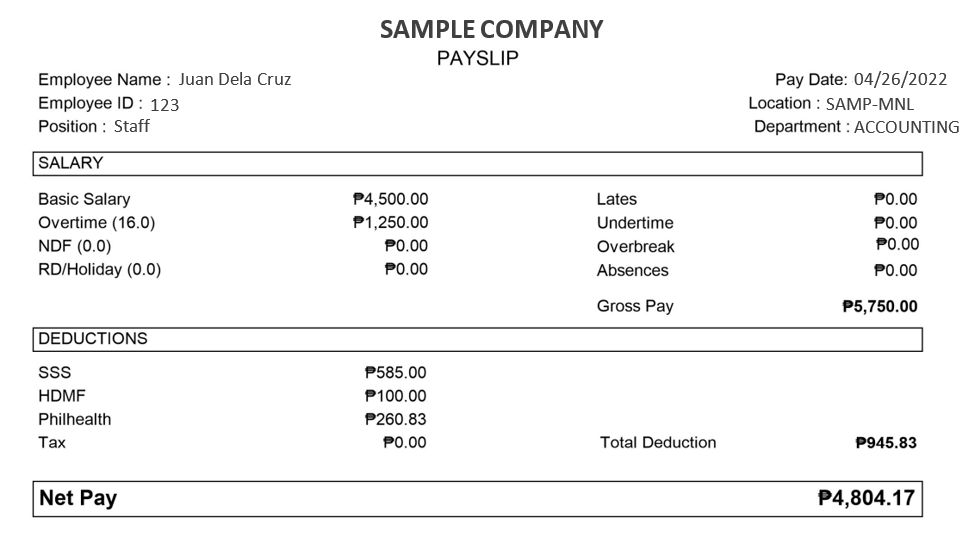 SAMPLE COMPANY
PAYSLIP
Employee Name : Juan Dela Cruz Pay Date: 04/26/2022
Employee ID : 123 Location : SAMP-MNL
Position : Staff Department : ACCOUNTING
SALARY
Basic Salary ₱4,500.00 Lates ₱0.00
Overtime (16.0) ₱1,250.00 Undertime ₱0.00
NDF (0.0) ₱0.00 Overbreak ₱0.00
RD/Holiday (0.0) ₱0.00 Absences ₱0.00
Gross Pay ₱5,750.00
DEDUCTIONS
SSS ₱585.00
HDMF ₱100.00
Philhealth ₱260.83
Tax ₱0.00 Total Deduction ₱945.83
Net Pay ₱4,804.17